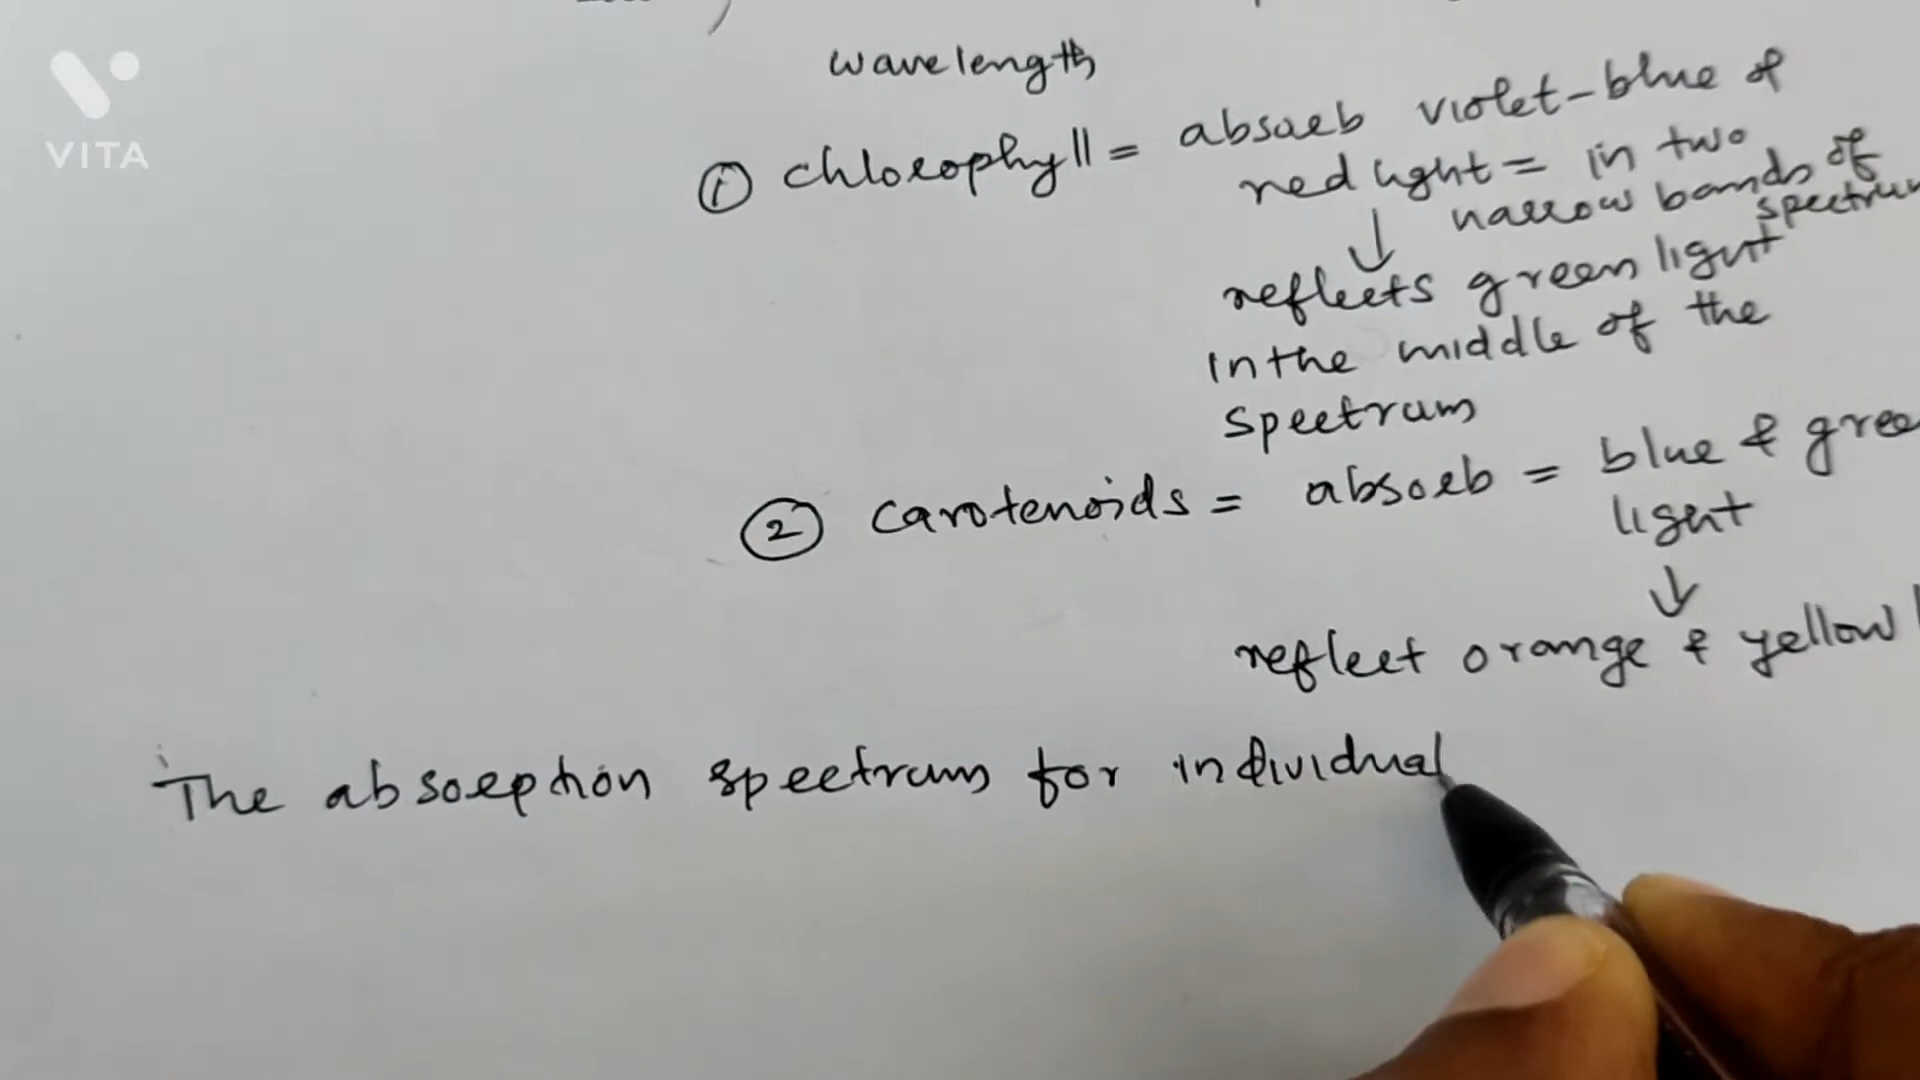 VITA
wavelength
① chlorophyll = absorb violet-blue &
red light = in two
narrow bands of
spectrum
↓
reflects green light
in the middle of the
spectrum
② carotenoids = absorb = blue & gree
light
↓
reflect orange & yellow
The absorption spectrum for individual